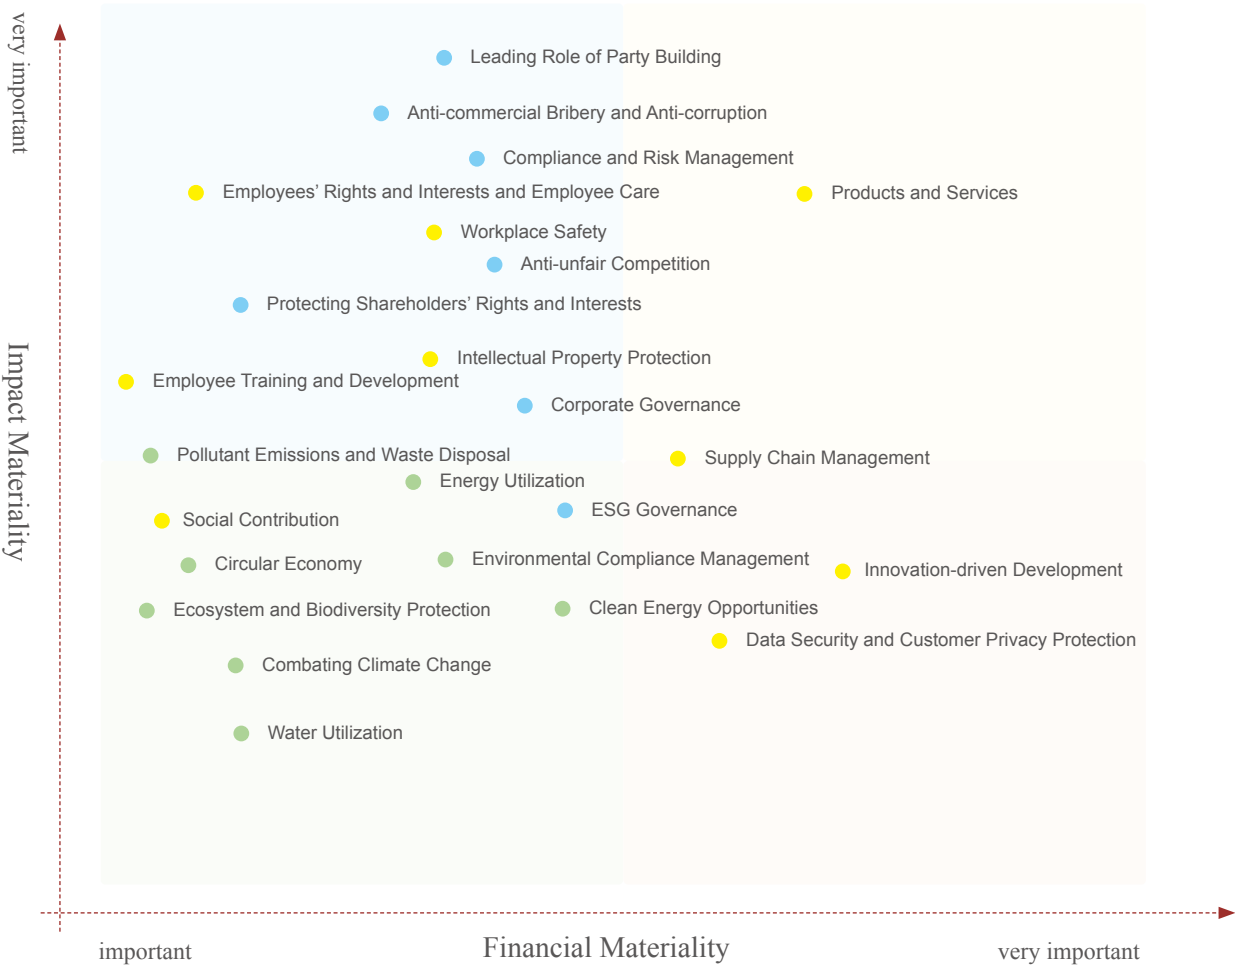 very important
Leading Role of Party Building
Anti-commercial Bribery and Anti-corruption
Compliance and Risk Management
Employees’ Rights and Interests and Employee Care
Products and Services
Workplace Safety
Anti-unfair Competition
Protecting Shareholders’ Rights and Interests
Intellectual Property Protection
Employee Training and Development
Corporate Governance
Impact Materiality
Pollutant Emissions and Waste Disposal
Supply Chain Management
Energy Utilization
ESG Governance
Social Contribution
Environmental Compliance Management
Circular Economy
Innovation-driven Development
Ecosystem and Biodiversity Protection
Clean Energy Opportunities
Data Security and Customer Privacy Protection
Combating Climate Change
Water Utilization
important
Financial Materiality
very important